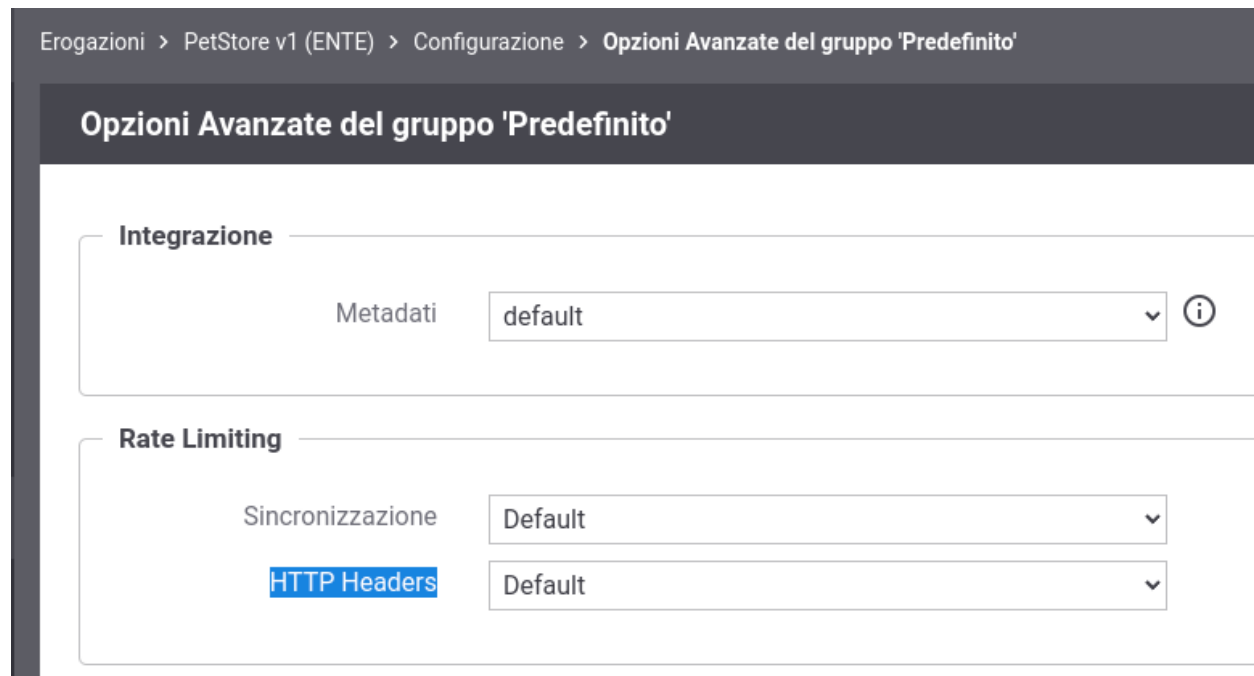 Erogazioni > PetStore v1 (ENTE) > Configurazione > Opzioni Avanzate del gruppo 'Predefinito'
Opzioni Avanzate del gruppo 'Predefinito'
Integrazione
Metadati default
Rate Limiting
Sincronizzazione Default
HTTP Headers Default